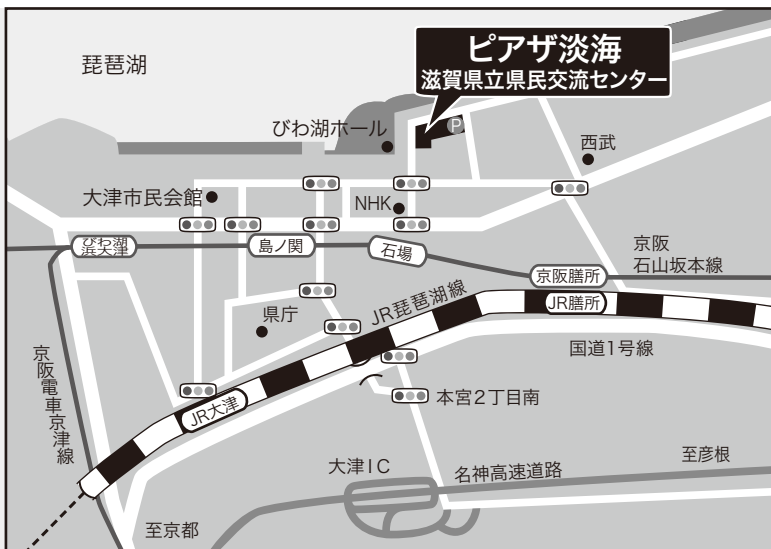 ピアザ淡海
滋賀県立県民交流センター
琵琶湖
びわ湖ホール
P
西武
大津市民会館
NHK
びわ湖
浜大津
島ノ関
石場
京阪
石山坂本線
京阪膳所
JR膳所
JR琵琶湖線
県庁
国道1号線
京阪電車京津線
JR大津
本宮2丁目南
大津IC
名神高速道路
至彦根
至京都